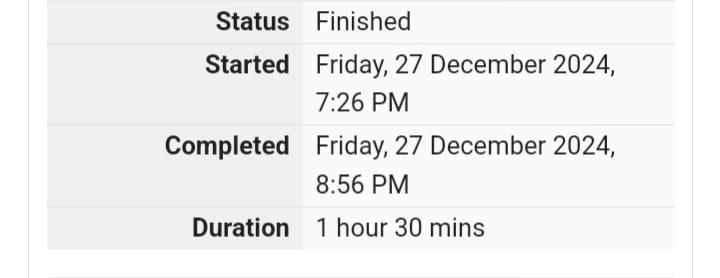 Status Finished
Started Friday, 27 December 2024,
7:26 PM
Completed Friday, 27 December 2024,
8:56 PM
Duration 1 hour 30 mins